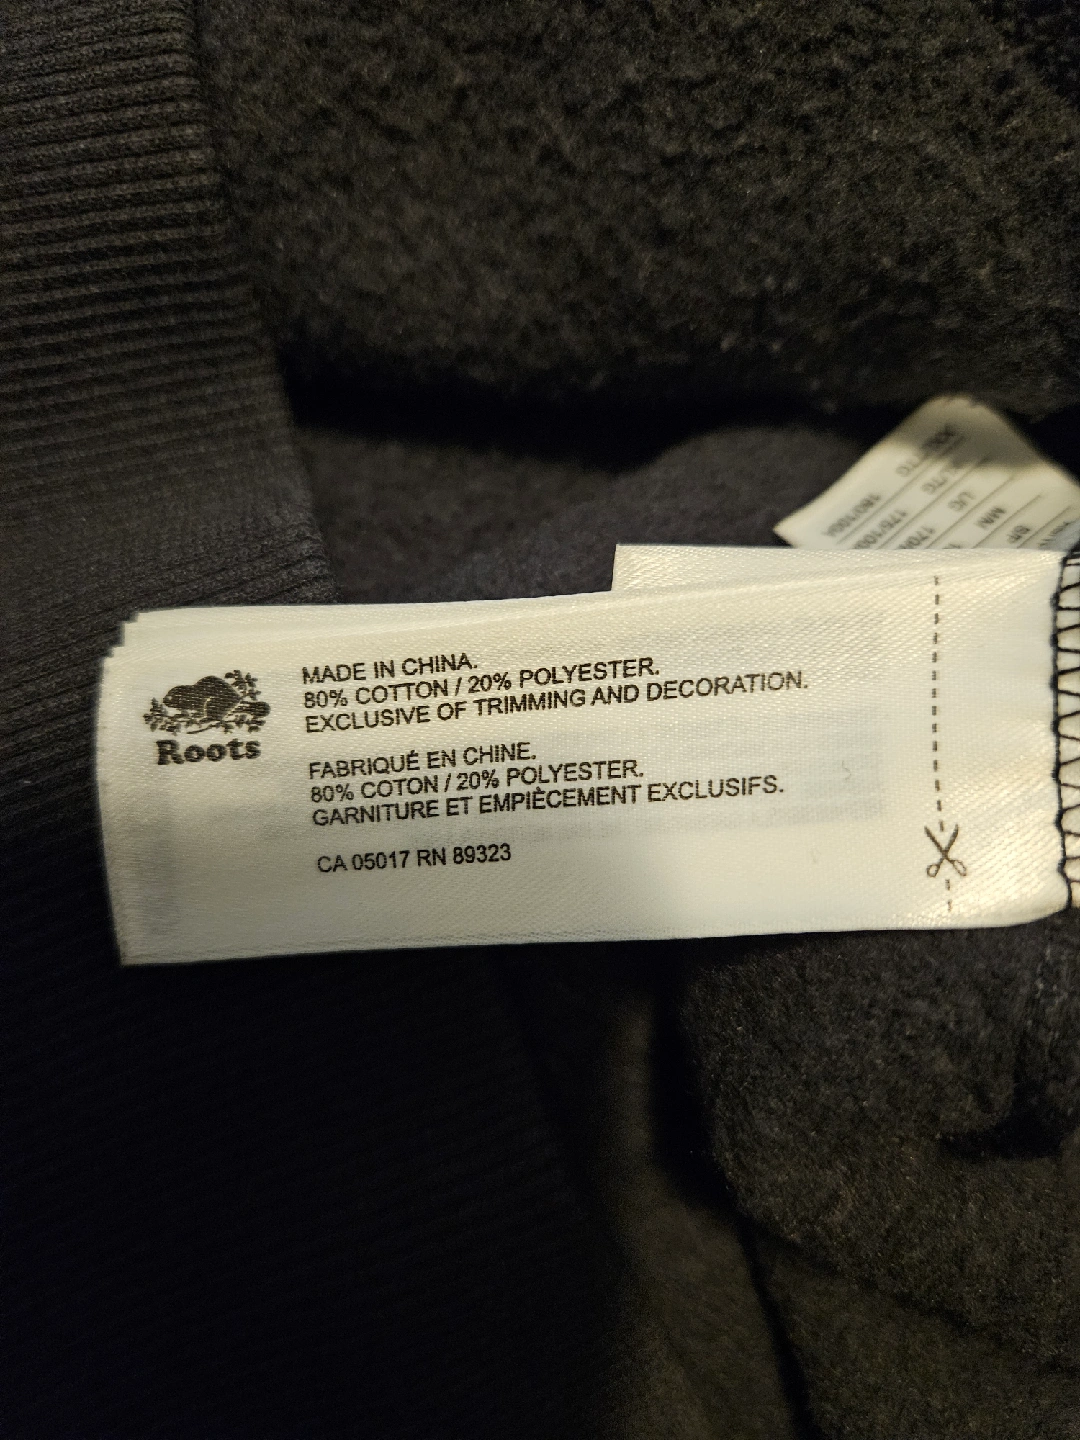 Roots
MADE IN CHINA.
80% COTTON / 20% POLYESTER.
EXCLUSIVE OF TRIMMING AND DECORATION.
FABRIQUÉ EN CHINE.
80% COTON / 20% POLYESTER.
GARNITURE ET EMPIÈCEMENT EXCLUSIFS.
CA 05017 RN 89323